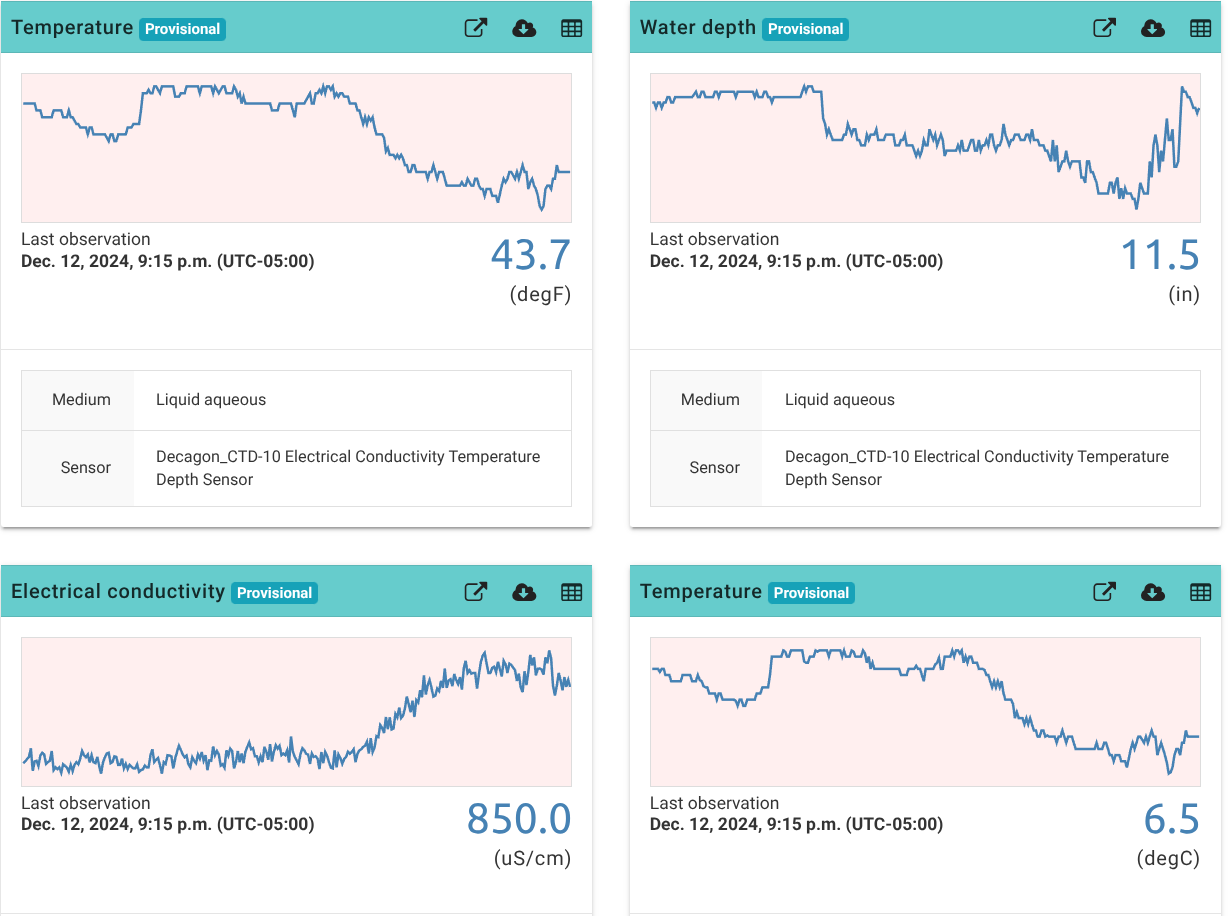 Temperature Provisional
Water depth Provisional
Last observation
Dec. 12, 2024, 9:15 p.m. (UTC-05:00)
43.7
(degF)
Last observation
Dec. 12, 2024, 9:15 p.m. (UTC-05:00)
11.5
(in)
Medium Liquid aqueous
Sensor Decagon_CTD-10 Electrical Conductivity Temperature
Depth Sensor
Medium Liquid aqueous
Sensor Decagon_CTD-10 Electrical Conductivity Temperature
Depth Sensor
Electrical conductivity Provisional
Temperature Provisional
Last observation
Dec. 12, 2024, 9:15 p.m. (UTC-05:00)
850.0
(uS/cm)
Last observation
Dec. 12, 2024, 9:15 p.m. (UTC-05:00)
6.5
(degC)